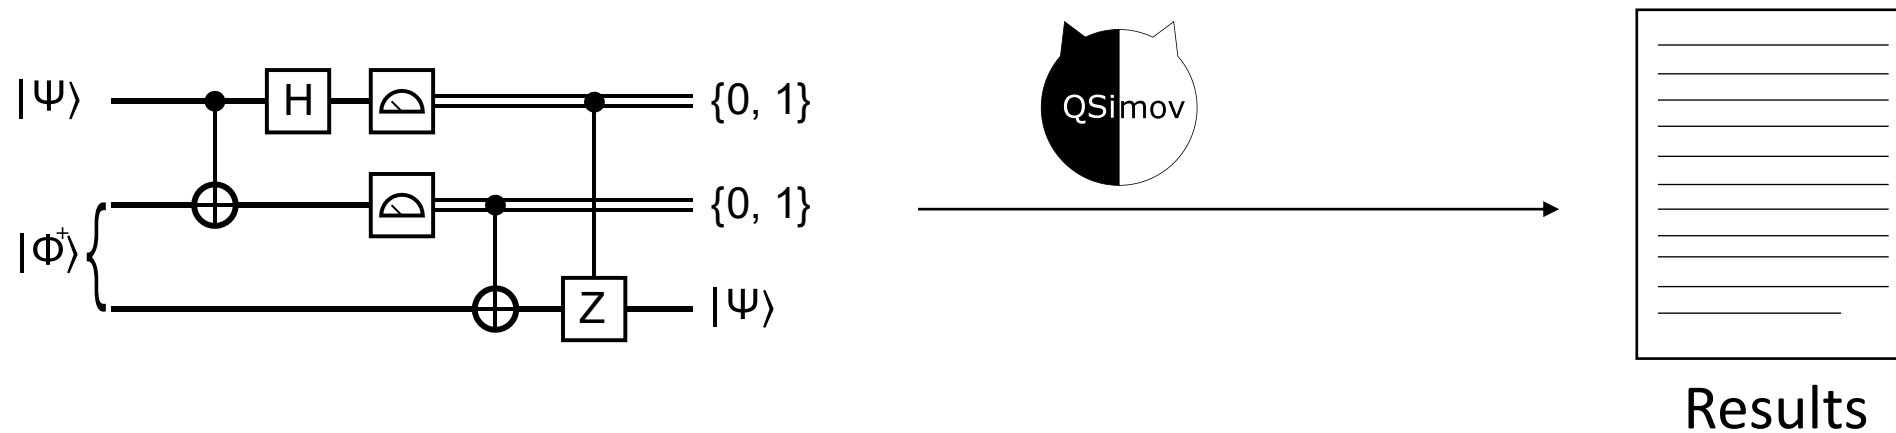 |Ψ⟩ H {0, 1}
{0, 1}
|Φ⁺⟩
Z |Ψ⟩
QSimov
Results